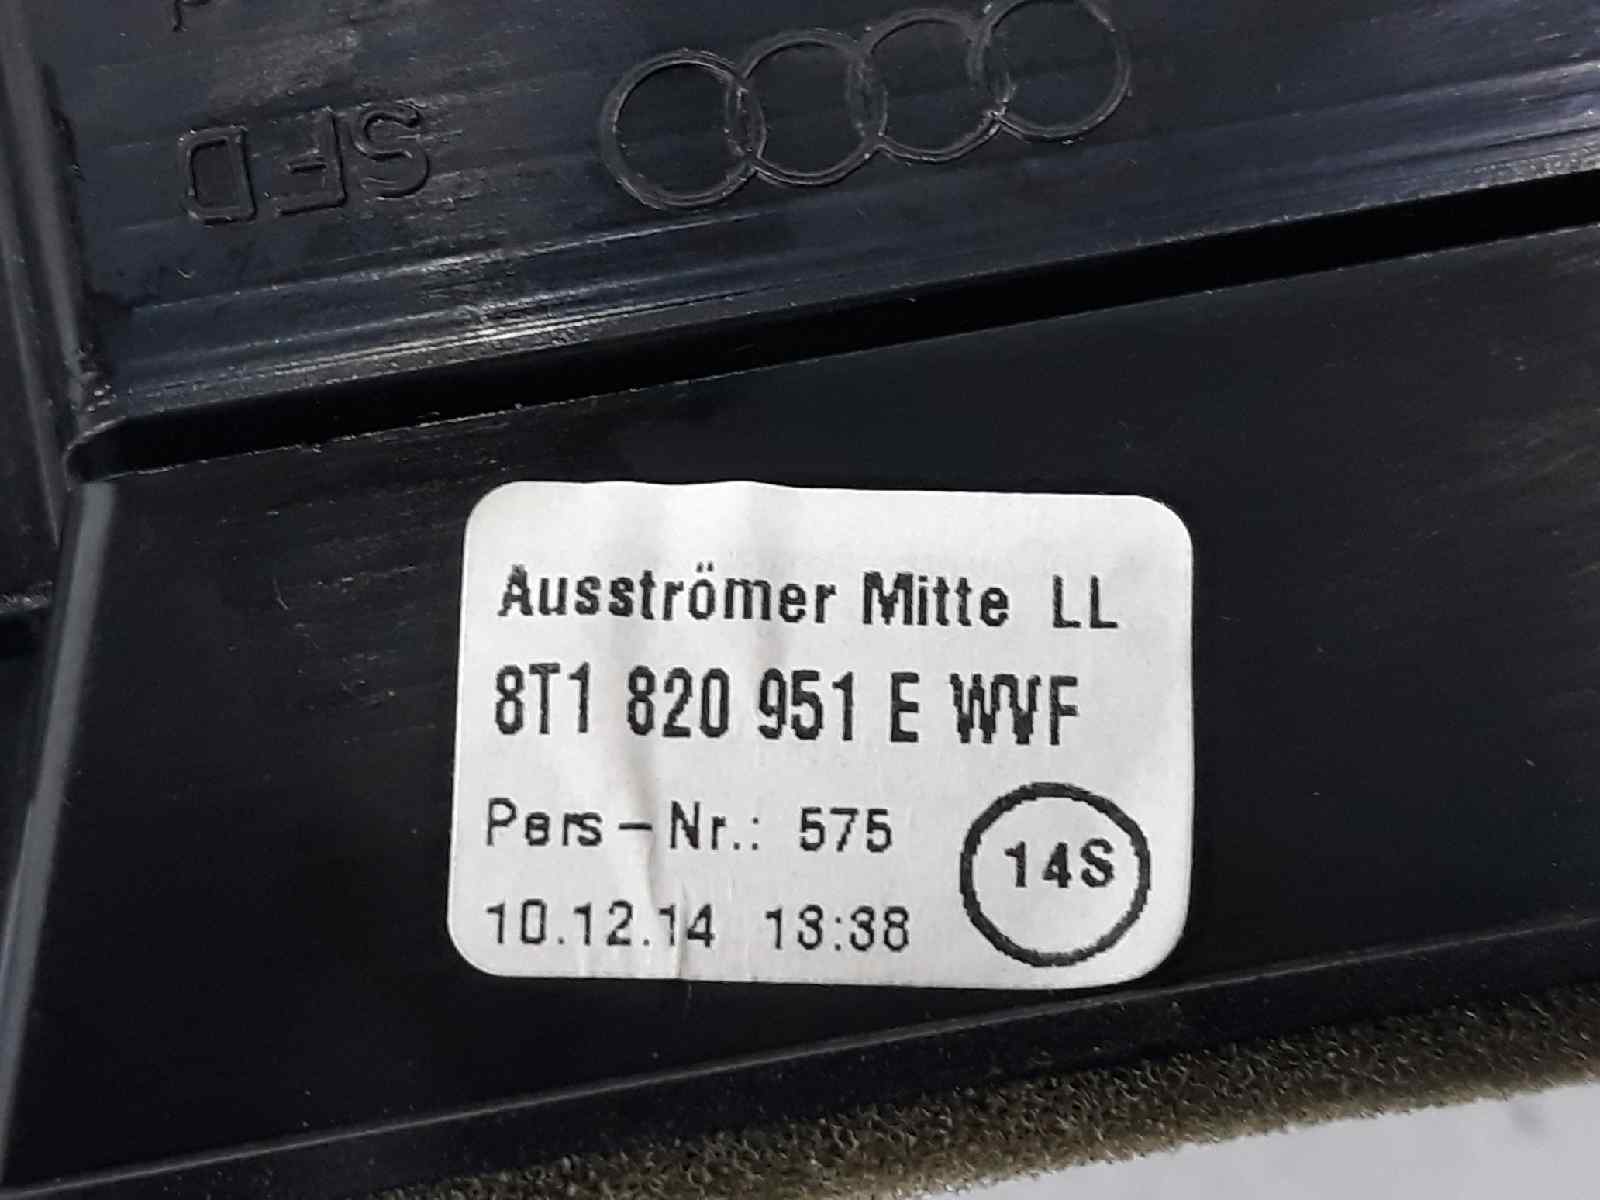 SFD
Ausströmer Mitte LL
8T1 820 951 E WVF
Pers-Nr.: 575
14S
10.12.14 13:38